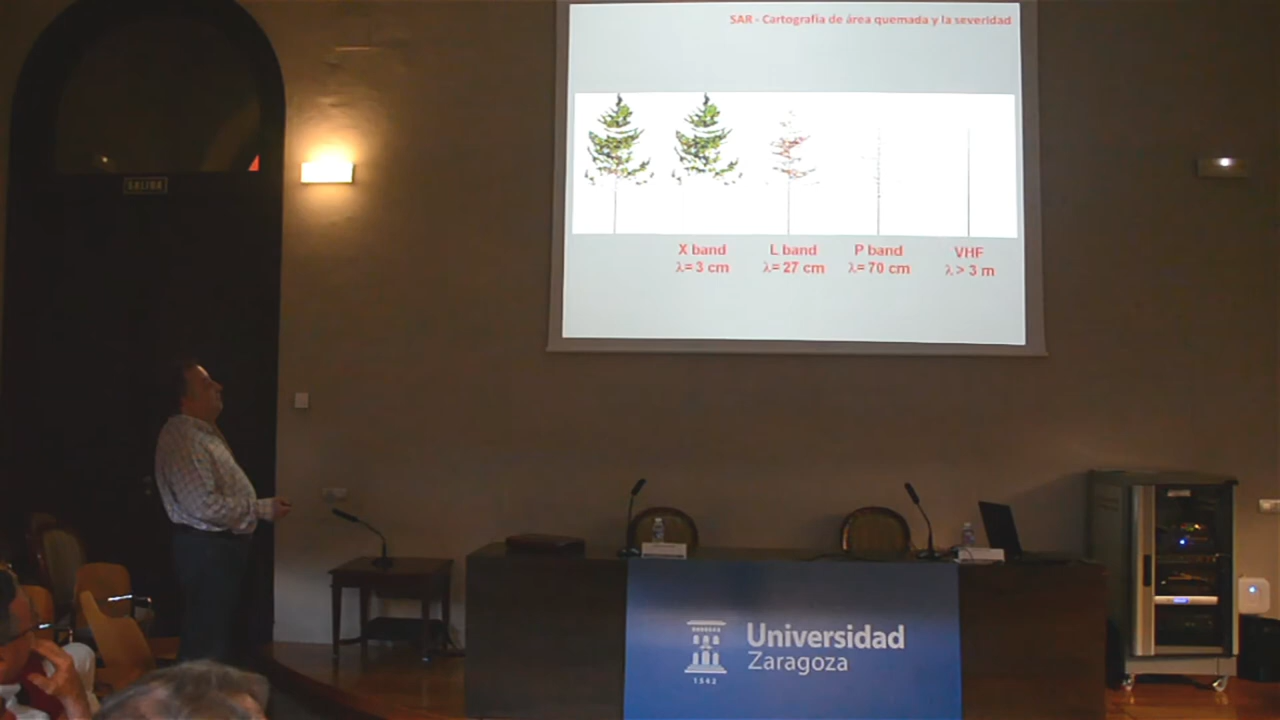 SAR - Cartografía de área quemada y la severidad
X band
λ= 3 cm
L band
λ= 27 cm
P band
λ= 70 cm
VHF
λ > 3 m
SALIDA
Universidad
Zaragoza
1542